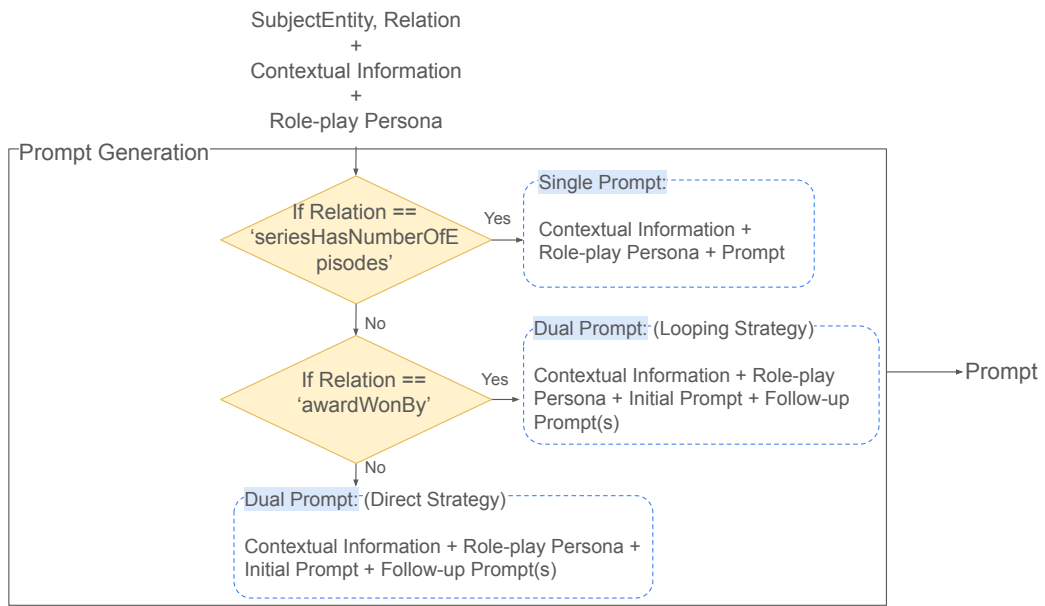 SubjectEntity, Relation
+
Contextual Information
+
Role-play Persona
Prompt Generation
If Relation ==
‘seriesHasNumberOfE
pisodes’
Yes
Single Prompt:
Contextual Information +
Role-play Persona + Prompt
No
If Relation ==
‘awardWonBy’
Yes
Dual Prompt: (Looping Strategy)
Contextual Information + Role-play
Persona + Initial Prompt + Follow-up
Prompt(s)
Prompt
No
Dual Prompt: (Direct Strategy)
Contextual Information + Role-play Persona +
Initial Prompt + Follow-up Prompt(s)